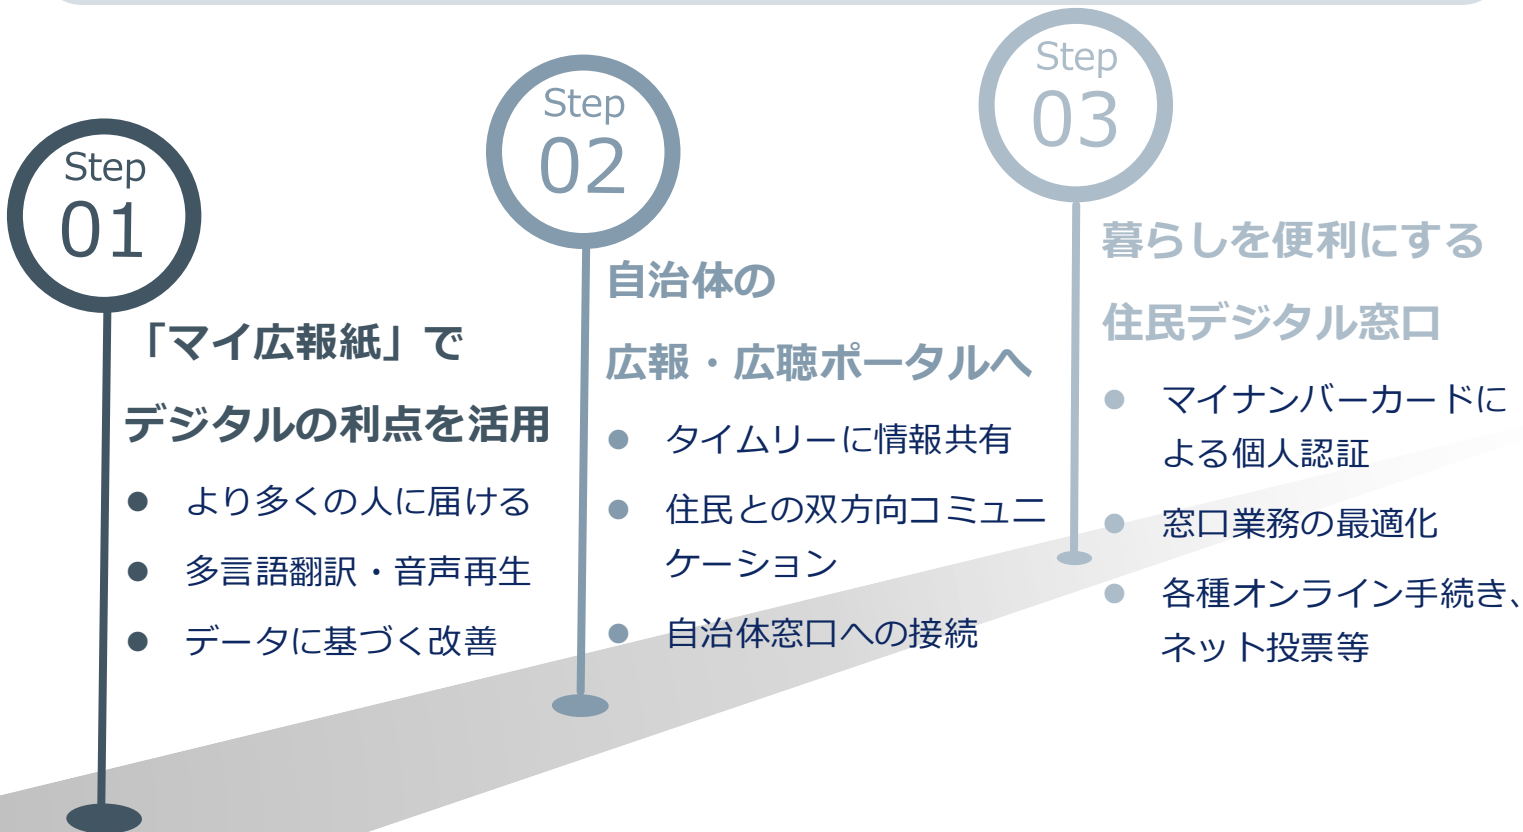 Step
01
「マイ広報紙」で
デジタルの利点を活用
● より多くの人に届ける
● 多言語翻訳・音声再生
● データに基づく改善
Step
02
自治体の
広報・広聴ポータルへ
● タイムリーに情報共有
● 住民との双方向コミュニ
ケーション
● 自治体窓口への接続
Step
03
暮らしを便利にする
住民デジタル窓口
● マイナンバーカードに
よる個人認証
● 窓口業務の最適化
● 各種オンライン手続き、
ネット投票等